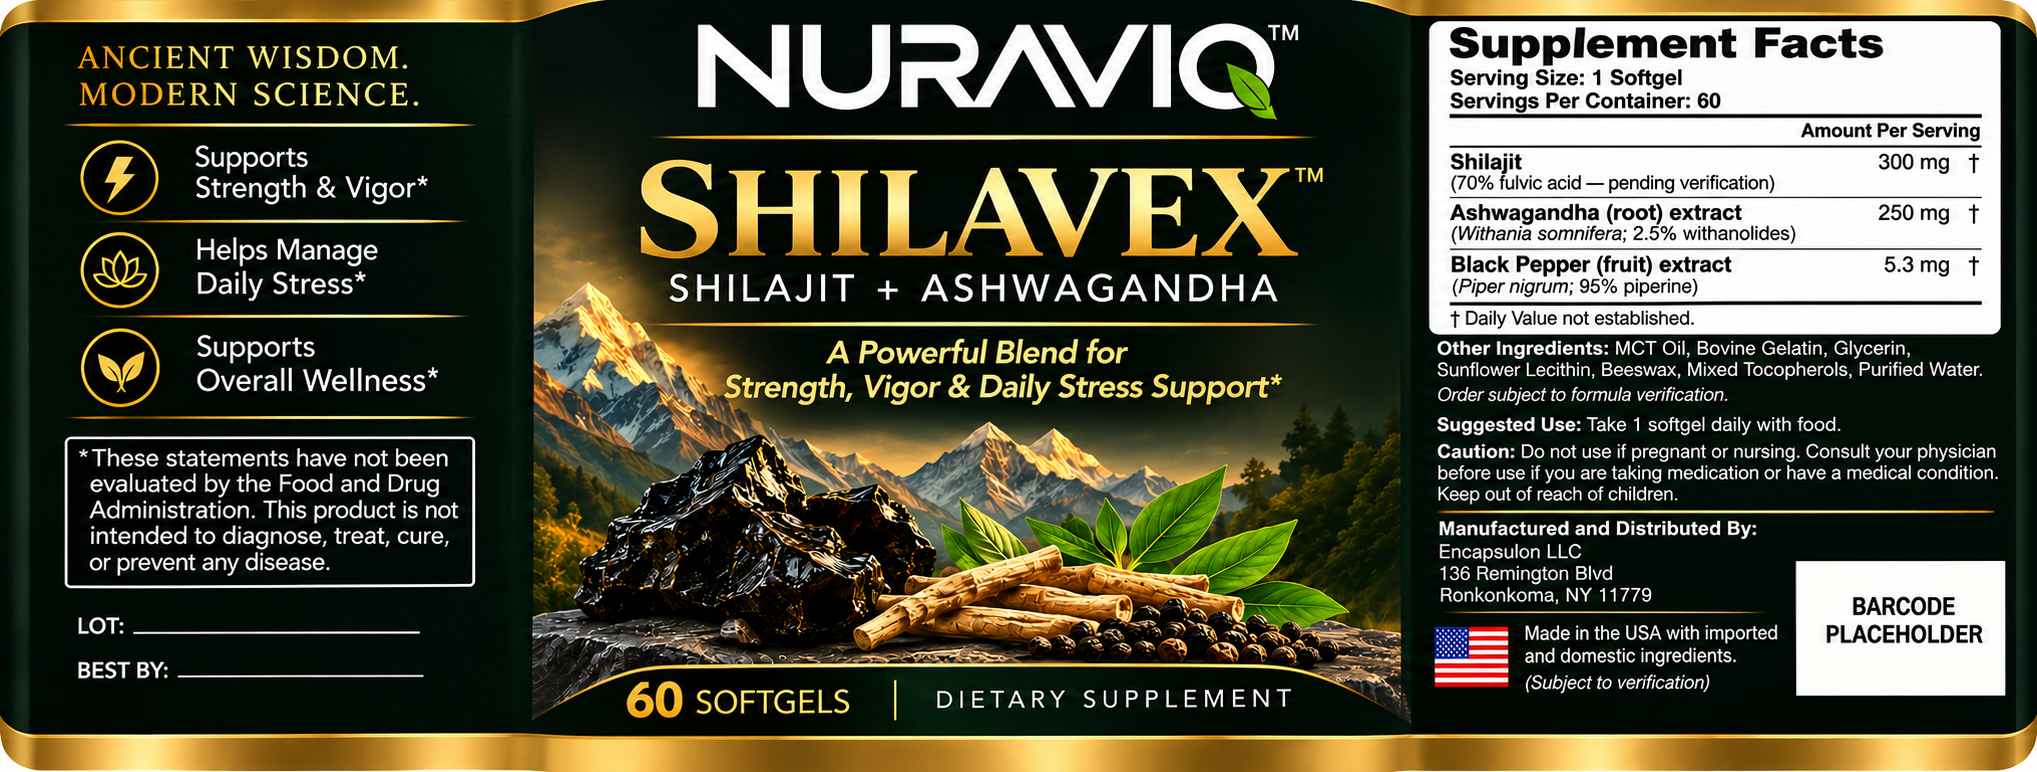 ANCIENT WISDOM.
MODERN SCIENCE.
Supports
Strength & Vigor*
Helps Manage
Daily Stress*
Supports
Overall Wellness*
*These statements have not been
evaluated by the Food and Drug
Administration. This product is not
intended to diagnose, treat, cure,
or prevent any disease.
LOT:
BEST BY:
NURAVIQ™
SHILAVEX™
SHILAJIT + ASHWAGANDHA
A Powerful Blend for
Strength, Vigor & Daily Stress Support*
60 SOFTGELS | DIETARY SUPPLEMENT
Supplement Facts
Serving Size: 1 Softgel
Servings Per Container: 60
Amount Per Serving
Shilajit 300 mg †
(70% fulvic acid — pending verification)
Ashwagandha (root) extract 250 mg †
(Withania somnifera; 2.5% withanolides)
Black Pepper (fruit) extract 5.3 mg †
(Piper nigrum; 95% piperine)
† Daily Value not established.
Other Ingredients: MCT Oil, Bovine Gelatin, Glycerin,
Sunflower Lecithin, Beeswax, Mixed Tocopherols, Purified Water.
Order subject to formula verification.
Suggested Use: Take 1 softgel daily with food.
Caution: Do not use if pregnant or nursing. Consult your physician
before use if you are taking medication or have a medical condition.
Keep out of reach of children.
Manufactured and Distributed By:
Encapsulon LLC
136 Remington Blvd
Ronkonkoma, NY 11779
Made in the USA with imported
and domestic ingredients.
(Subject to verification)
BARCODE
PLACEHOLDER